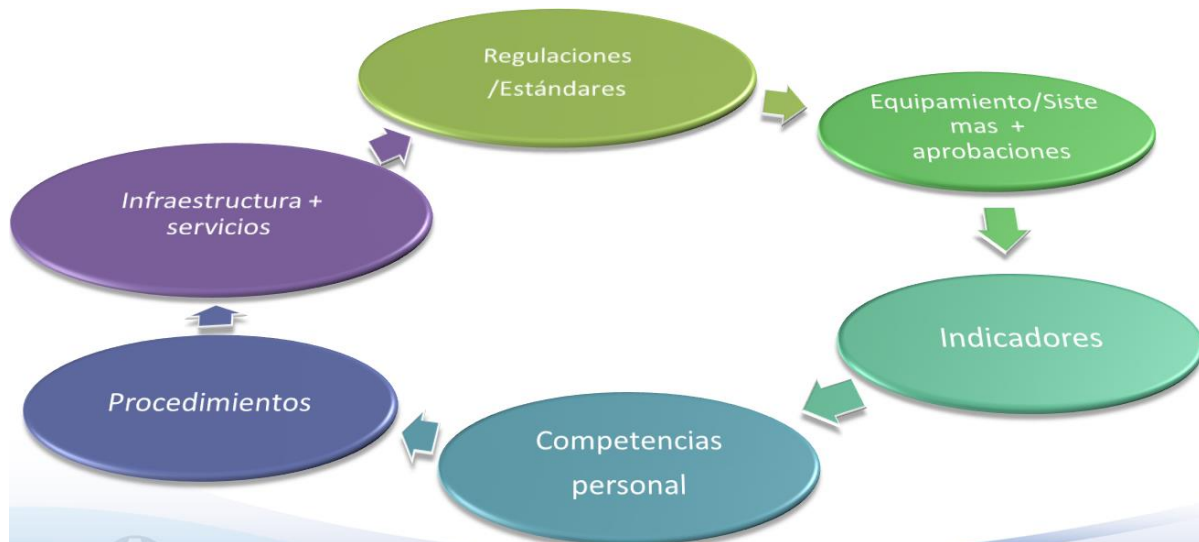 Regulaciones
/Estándares
Equipamiento/Siste
mas + 
aprobaciones
Indicadores
Competencias
personal
Procedimientos
Infraestructura +
servicios